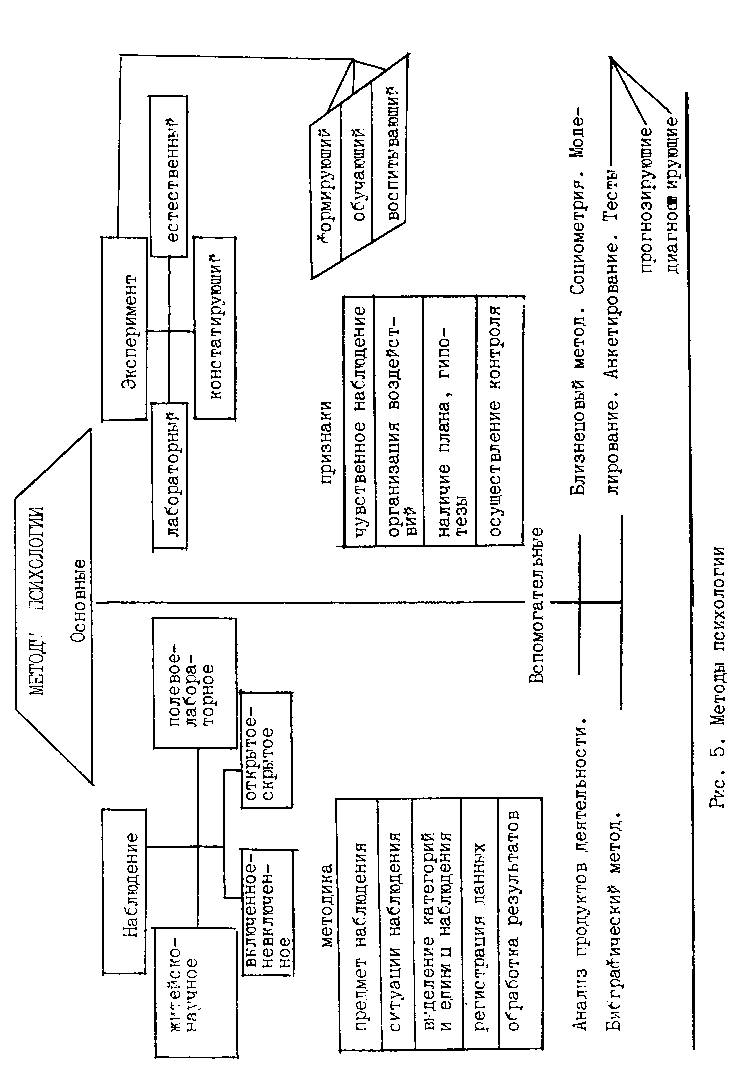 МЕТОДЫ ПСИХОЛОГИИ
Основные
Наблюдение
житейско-
научное
полевое-
лабора-
торное
включенное-
невключен-
ное
открытое-
скрытое
методика
предмет наблюдения
ситуации наблюдения
выделение категорий
и единиц наблюдения
регистрация данных
обработка результатов
Эксперимент
лабораторный
естественный
констатирующий
формирующий
обучающий
воспитывающий
признаки
чувственное наблюдение
организация воздейст-
вий
наличие плана, гипо-
тезы
осуществление контроля
Вспомогательные
Анализ продуктов деятельности.
Биографический метод.
Близнецовый метод. Социометрия. Моде-
лирование. Анкетирование. Тесты
прогнозирующие
диагносцирующие
Рис. 5. Методы психологии